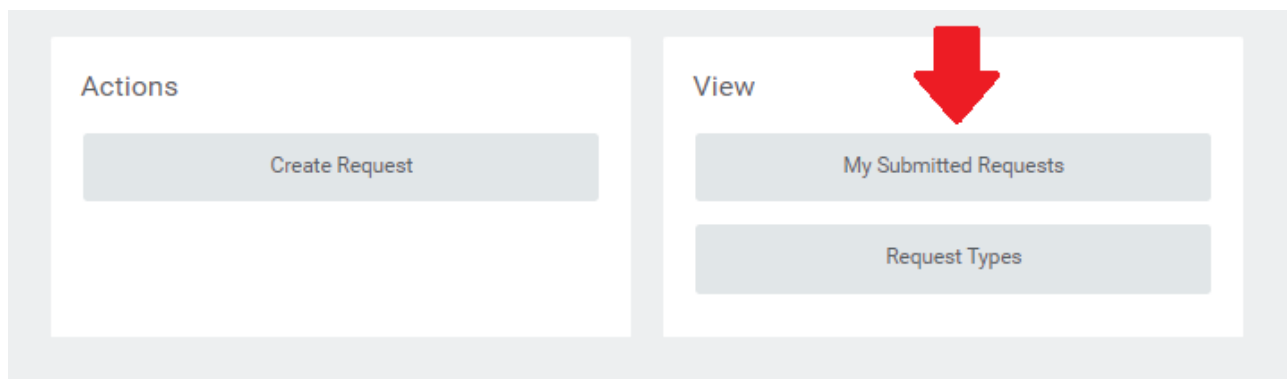 Actions
Create Request
View
My Submitted Requests
Request Types